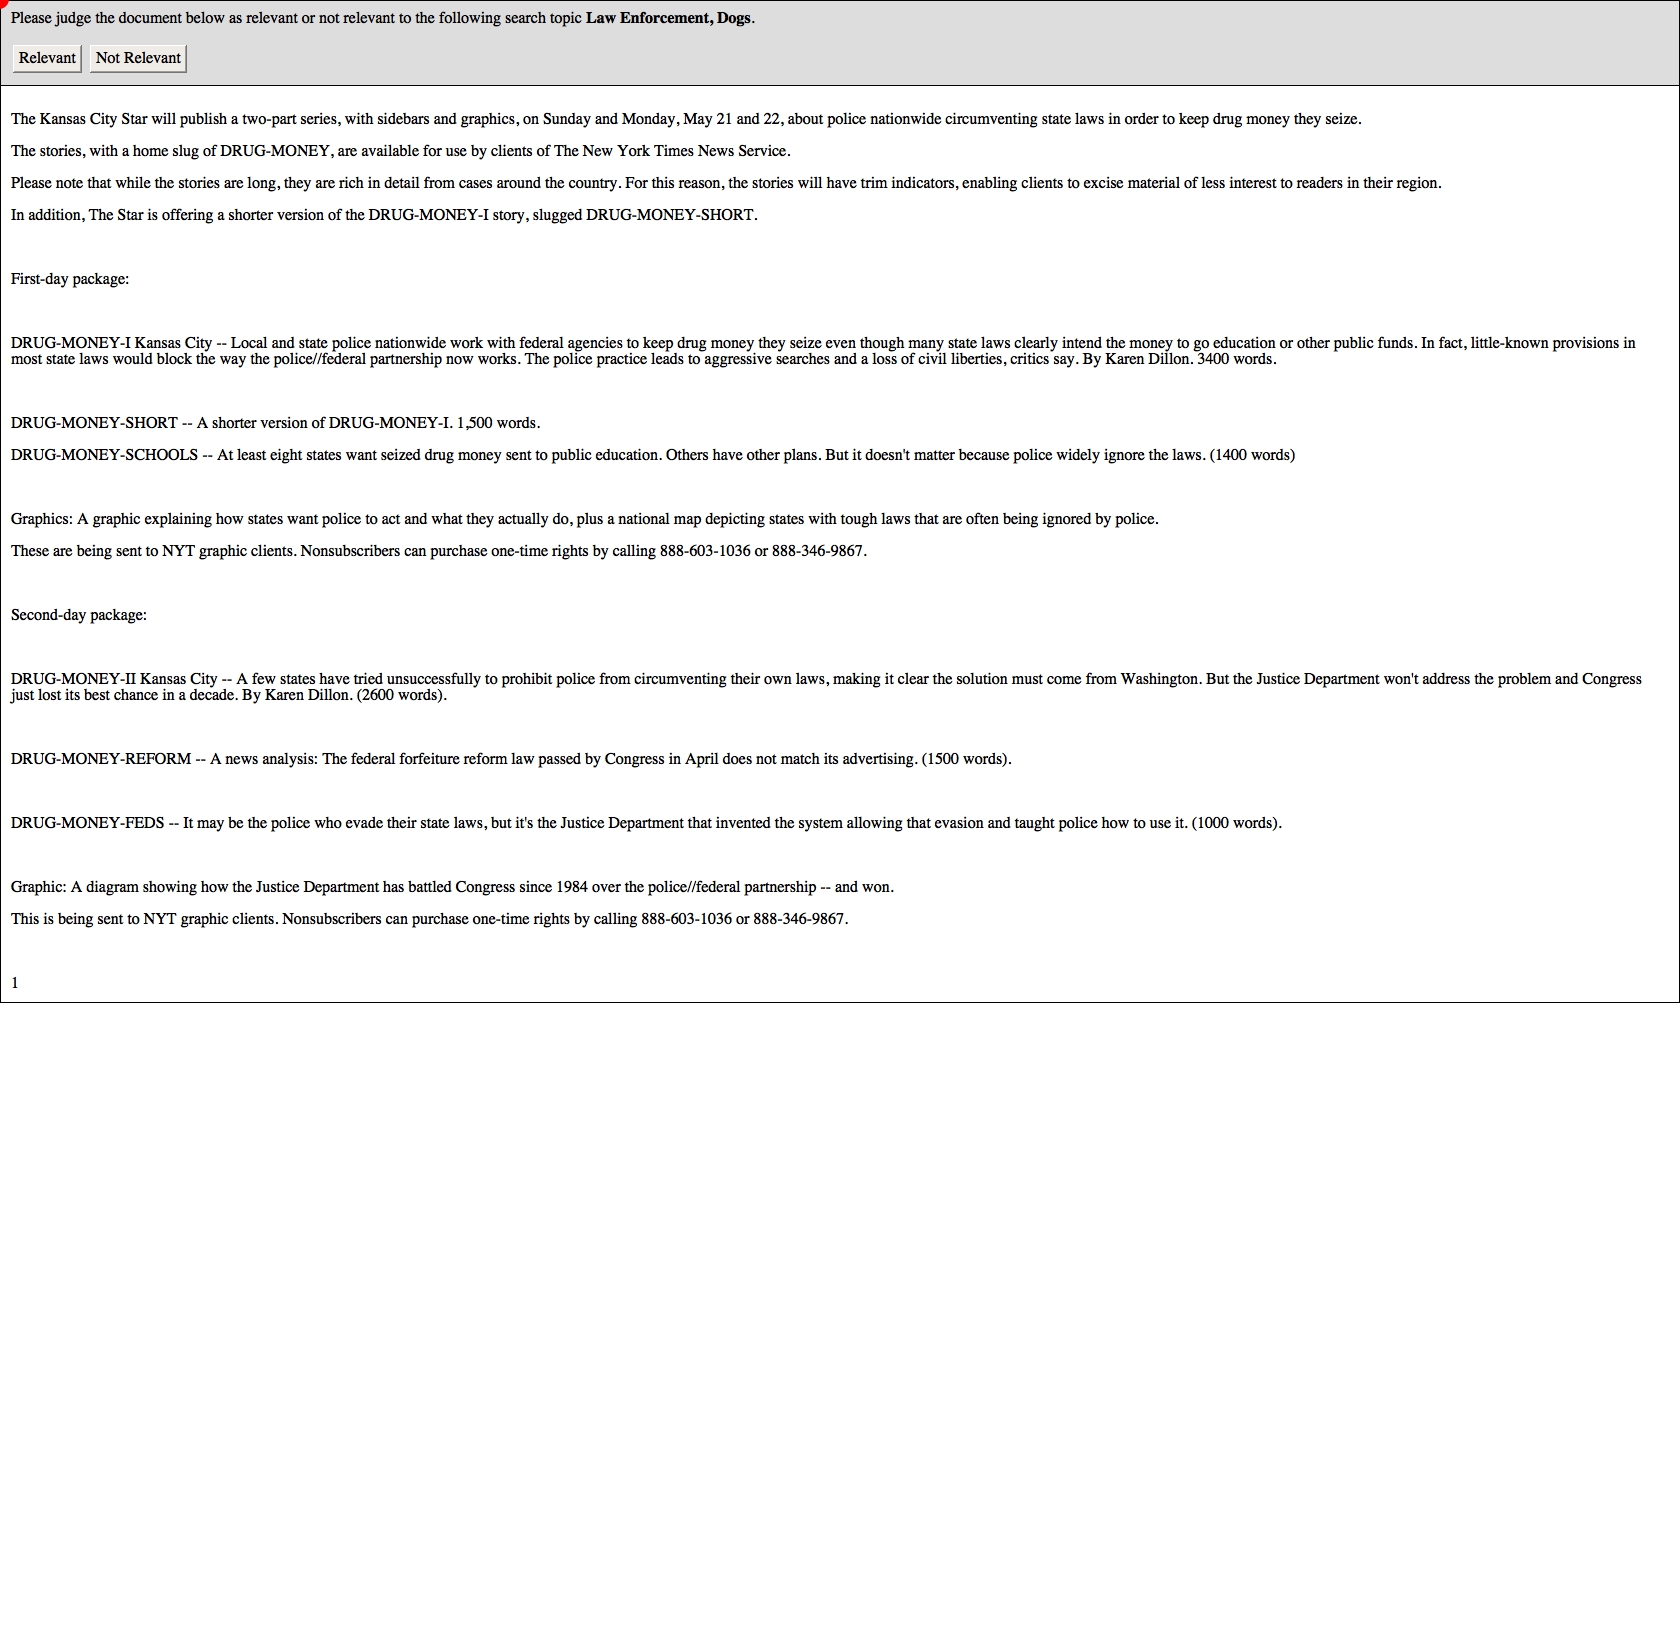 Please judge the document below as relevant or not relevant to the following search topic Law Enforcement, Dogs.
Relevant Not Relevant
The Kansas City Star will publish a two-part series, with sidebars and graphics, on Sunday and Monday, May 21 and 22, about police nationwide circumventing state laws in order to keep drug money they seize.
The stories, with a home slug of DRUG-MONEY, are available for use by clients of The New York Times News Service.
Please note that while the stories are long, they are rich in detail from cases around the country. For this reason, the stories will have trim indicators, enabling clients to excise material of less interest to readers in their region.
In addition, The Star is offering a shorter version of the DRUG-MONEY-I story, slugged DRUG-MONEY-SHORT.
First-day package:
DRUG-MONEY-I Kansas City -- Local and state police nationwide work with federal agencies to keep drug money they seize even though many state laws clearly intend the money to go education or other public funds. In fact, little-known provisions in
most state laws would block the way the police//federal partnership now works. The police practice leads to aggressive searches and a loss of civil liberties, critics say. By Karen Dillon. 3400 words.
DRUG-MONEY-SHORT -- A shorter version of DRUG-MONEY-I. 1,500 words.
DRUG-MONEY-SCHOOLS -- At least eight states want seized drug money sent to public education. Others have other plans. But it doesn't matter because police widely ignore the laws. (1400 words)
Graphics: A graphic explaining how states want police to act and what they actually do, plus a national map depicting states with tough laws that are often being ignored by police.
These are being sent to NYT graphic clients. Nonsubscribers can purchase one-time rights by calling 888-603-1036 or 888-346-9867.
Second-day package:
DRUG-MONEY-II Kansas City -- A few states have tried unsuccessfully to prohibit police from circumventing their own laws, making it clear the solution must come from Washington. But the Justice Department won't address the problem and Congress
just lost its best chance in a decade. By Karen Dillon. (2600 words).
DRUG-MONEY-REFORM -- A news analysis: The federal forfeiture reform law passed by Congress in April does not match its advertising. (1500 words).
DRUG-MONEY-FEDS -- It may be the police who evade their state laws, but it's the Justice Department that invented the system allowing that evasion and taught police how to use it. (1000 words).
Graphic: A diagram showing how the Justice Department has battled Congress since 1984 over the police//federal partnership -- and won.
This is being sent to NYT graphic clients. Nonsubscribers can purchase one-time rights by calling 888-603-1036 or 888-346-9867.
1